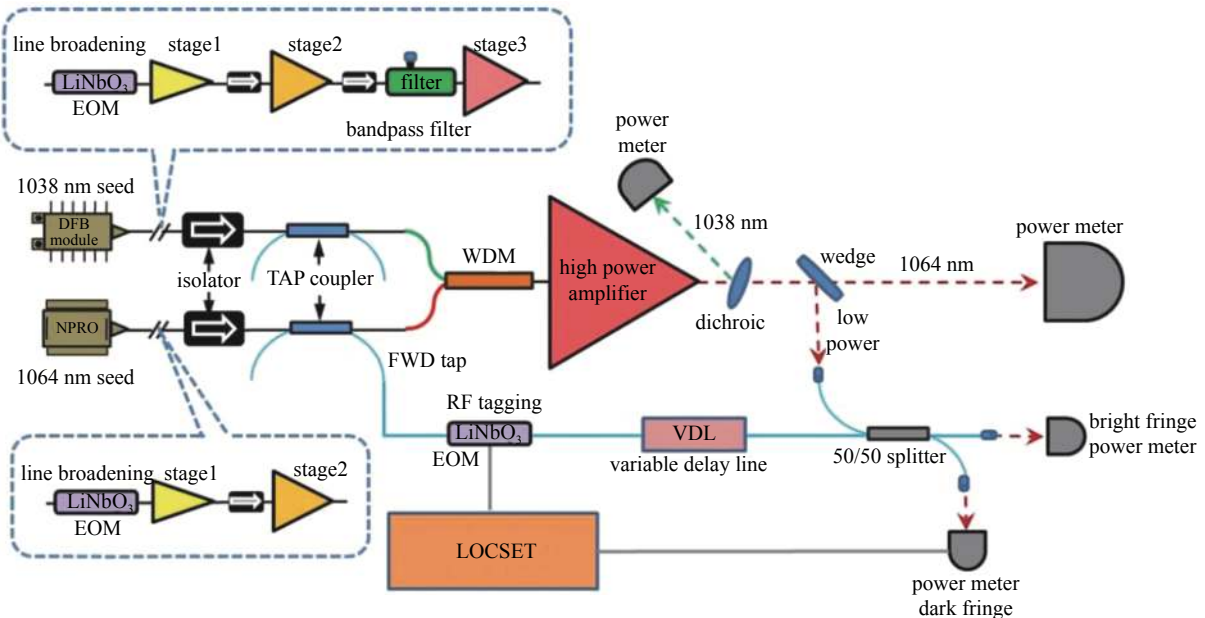 line broadening
stage1
stage2
stage3
LiNbO3
filter
EOM
bandpass filter
1038 nm seed
DFB
module
isolator
TAP coupler
WDM
high power
amplifier
power
meter
1038 nm
dichroic
wedge
1064 nm
power meter
low
power
NPRO
1064 nm seed
FWD tap
RF tagging
LiNbO3
EOM
VDL
variable delay line
50/50 splitter
bright fringe
power meter
line broadening
stage1
stage2
LiNbO3
EOM
LOCSET
power meter
dark fringe